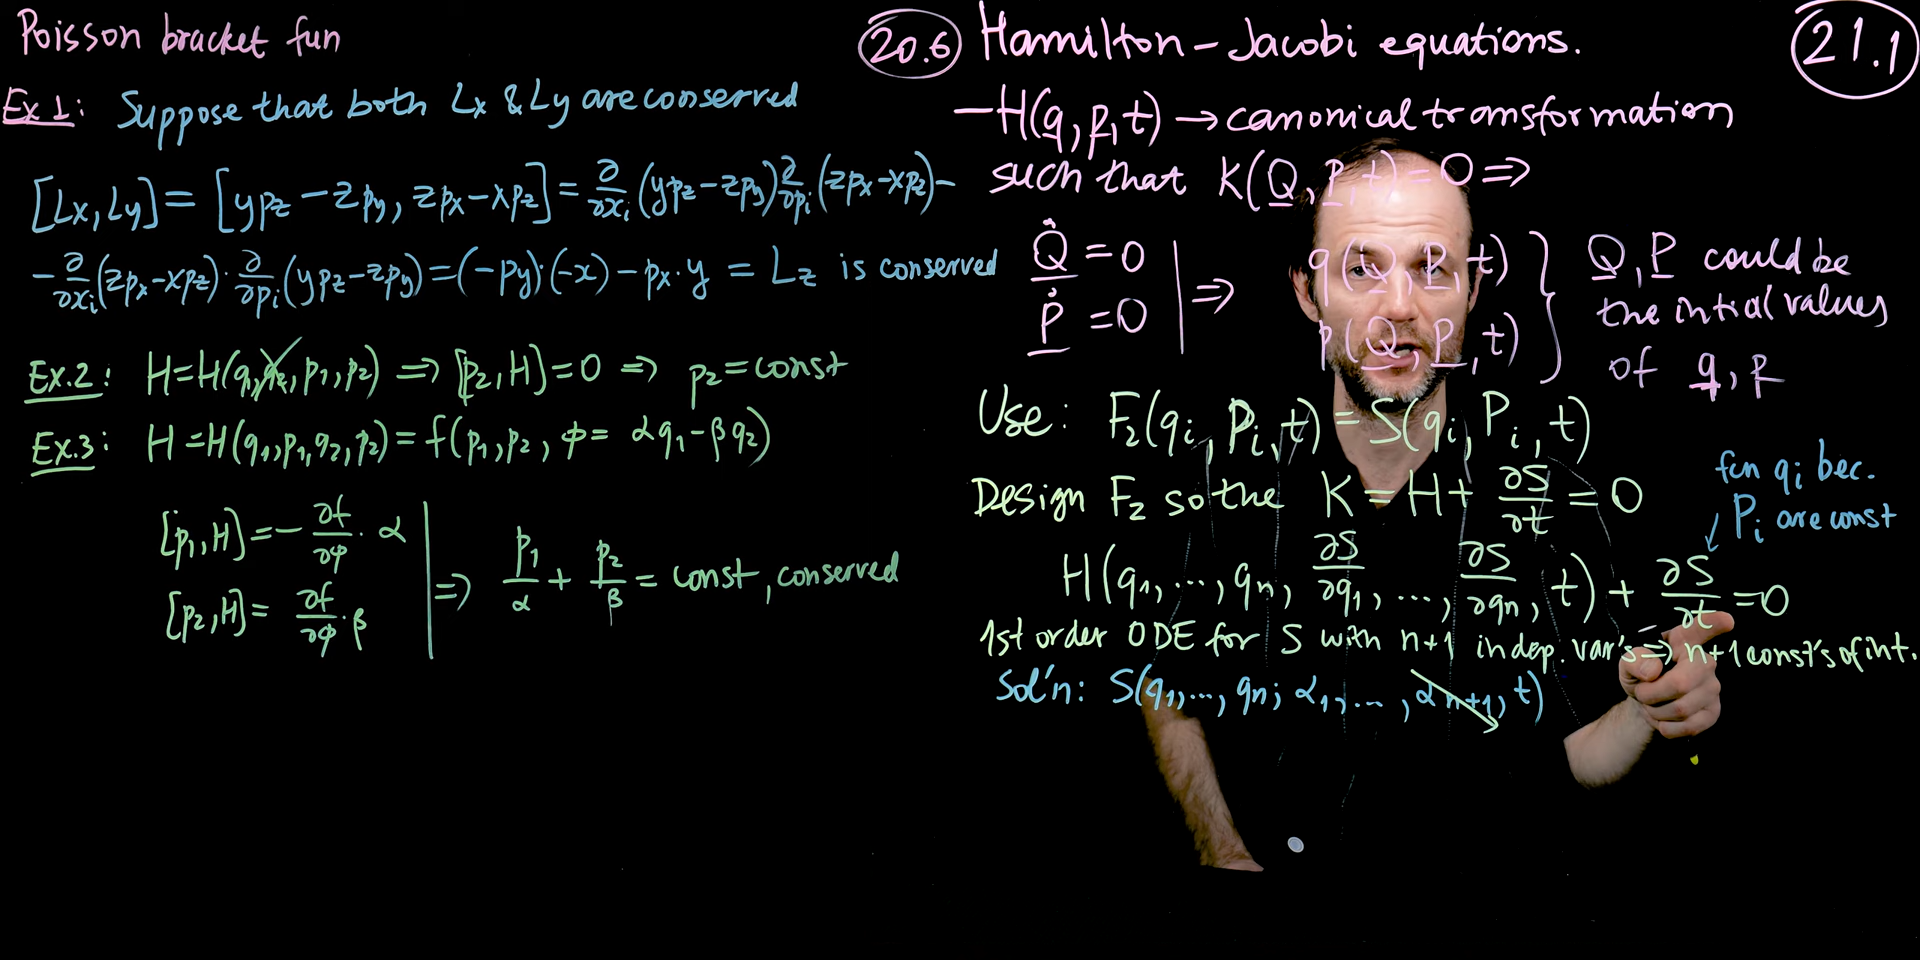 Poisson bracket fun
20.6
Ex 1: Suppose that both Lx & Ly are conserved
[Lx, Ly] = [ypz − zpy, zpx − xpz] = ∂/∂xi (ypz − zpy) ∂/∂pi (zpx − xpz) −
− ∂/∂xi (zpx − xpz) · ∂/∂pi (ypz − zpy) = (−py)·(−x) − px·y = Lz is conserved
Ex.2: H = H(q1, q2, p1, p2) ⟹ [p2, H] = 0 ⟹ p2 = const
Ex.3: H = H(q1, p1, q2, p2) = f(p1, p2, φ = αq1 − βq2)
[p1, H] = − ∂f/∂φ · α
[p2, H] = ∂f/∂φ · β
⟹ p1/α + p2/β = const, conserved
Hamilton – Jacobi equations.
21.1
— H(q, p, t) → canonical transformation
such that K(Q, P, t) = 0 ⟹
Q̇ = 0
Ṗ = 0
⟹ q(Q, P, t)
p(Q, P, t)
Q, P could be
the intial values
of q, p
Use: F2(qi, Pi, t) = S(qi, Pi, t)
Design F2 so the K = H + ∂S/∂t = 0
fcn qi bec.
Pi are const
H(q1, ..., qn, ∂S/∂q1, ..., ∂S/∂qn, t) + ∂S/∂t = 0
1st order ODE for S with n+1 indep. var's ⟹ n+1 const's of int.
Sol'n: S(q1, ..., qn; α1, ..., αn+1, t)